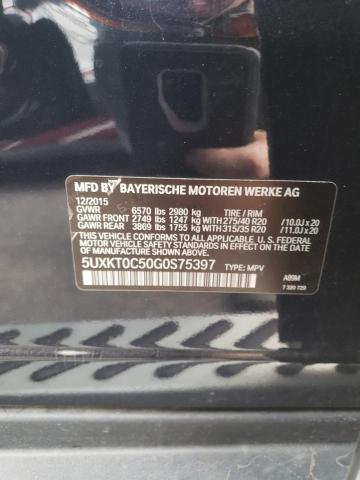 MFD BY BAYERISCHE MOTOREN WERKE AG
12/2015
GVWR 6570 lbs 2980 kg TIRE / RIM
GAWR FRONT 2749 lbs 1247 kg WITH 275/40 R20 /10.0J x 20
GAWR REAR 3869 lbs 1755 kg WITH 315/35 R20 /11.0J x 20
THIS VEHICLE CONFORMS TO ALL APPLICABLE FEDERAL MOTOR VEHICLE SAFETY STANDARDS IN EFFECT ON THE DATE OF MANUFACTURE SHOWN ABOVE.
5UXKT0C50G0S75397 TYPE: MPV
A89M
7 320 729